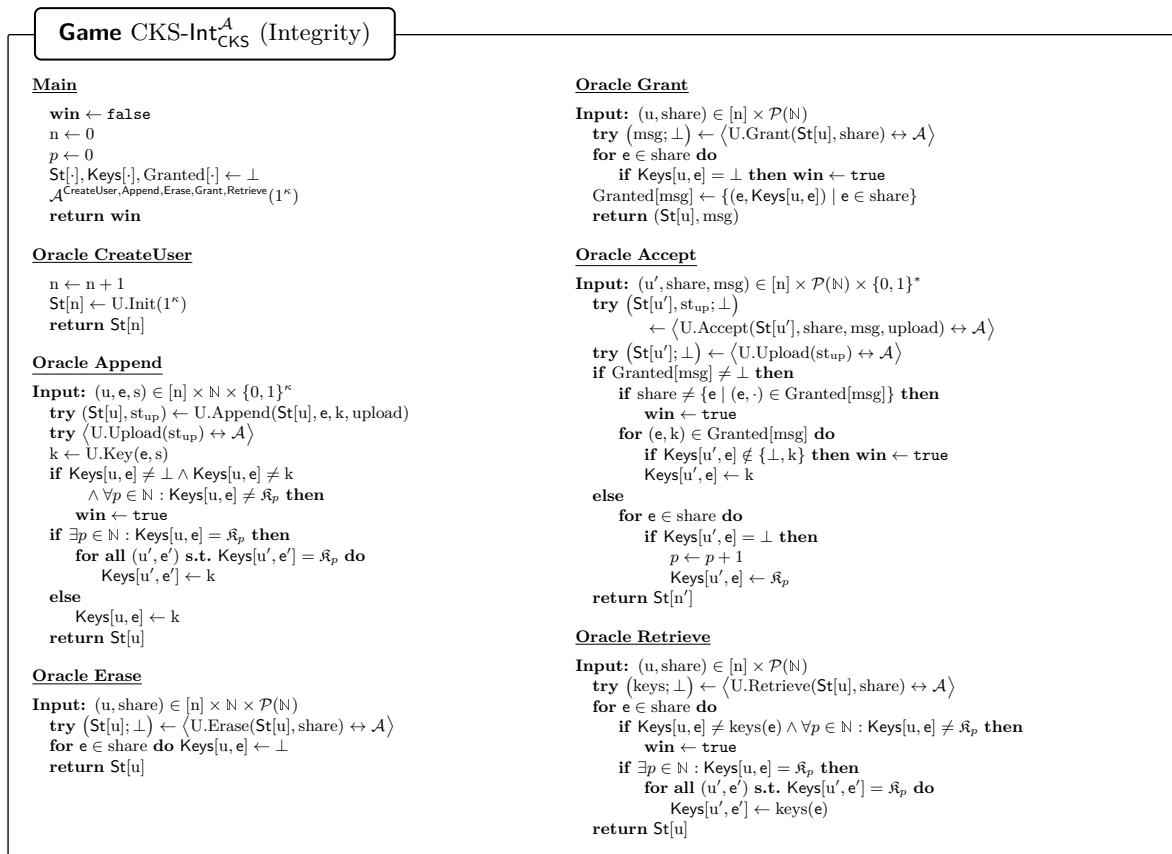 Game CKS-Int^𝒜_CKS (Integrity)
Main
win ← false
n ← 0
p ← 0
St[·], Keys[·], Granted[·] ← ⊥
𝒜^CreateUser,Append,Erase,Grant,Retrieve(1^κ)
return win
Oracle CreateUser
n ← n + 1
St[n] ← U.Init(1^κ)
return St[n]
Oracle Append
Input: (u, e, s) ∈ [n] × ℕ × {0, 1}^κ
try (St[u], st_up) ← U.Append(St[u], e, k, upload)
try ⟨U.Upload(st_up) ↔ 𝒜⟩
k ← U.Key(e, s)
if Keys[u, e] ≠ ⊥ ∧ Keys[u, e] ≠ k
∧ ∀p ∈ ℕ : Keys[u, e] ≠ 𝔎_p then
win ← true
if ∃p ∈ ℕ : Keys[u, e] = 𝔎_p then
for all (u′, e′) s.t. Keys[u′, e′] = 𝔎_p do
Keys[u′, e′] ← k
else
Keys[u, e] ← k
return St[u]
Oracle Erase
Input: (u, share) ∈ [n] × ℕ × 𝒫(ℕ)
try (St[u]; ⊥) ← ⟨U.Erase(St[u], share) ↔ 𝒜⟩
for e ∈ share do Keys[u, e] ← ⊥
return St[u]
Oracle Grant
Input: (u, share) ∈ [n] × 𝒫(ℕ)
try (msg; ⊥) ← ⟨U.Grant(St[u], share) ↔ 𝒜⟩
for e ∈ share do
if Keys[u, e] = ⊥ then win ← true
Granted[msg] ← {(e, Keys[u, e]) | e ∈ share}
return (St[u], msg)
Oracle Accept
Input: (u′, share, msg) ∈ [n] × 𝒫(ℕ) × {0, 1}*
try (St[u′], st_up; ⊥)
← ⟨U.Accept(St[u′], share, msg, upload) ↔ 𝒜⟩
try (St[u′]; ⊥) ← ⟨U.Upload(st_up) ↔ 𝒜⟩
if Granted[msg] ≠ ⊥ then
if share ≠ {e | (e, ·) ∈ Granted[msg]} then
win ← true
for (e, k) ∈ Granted[msg] do
if Keys[u′, e] ∉ {⊥, k} then win ← true
Keys[u′, e] ← k
else
for e ∈ share do
if Keys[u′, e] = ⊥ then
p ← p + 1
Keys[u′, e] ← 𝔎_p
return St[n′]
Oracle Retrieve
Input: (u, share) ∈ [n] × 𝒫(ℕ)
try (keys; ⊥) ← ⟨U.Retrieve(St[u], share) ↔ 𝒜⟩
for e ∈ share do
if Keys[u, e] ≠ keys(e) ∧ ∀p ∈ ℕ : Keys[u, e] ≠ 𝔎_p then
win ← true
if ∃p ∈ ℕ : Keys[u, e] = 𝔎_p then
for all (u′, e′) s.t. Keys[u′, e′] = 𝔎_p do
Keys[u′, e′] ← keys(e)
return St[u]